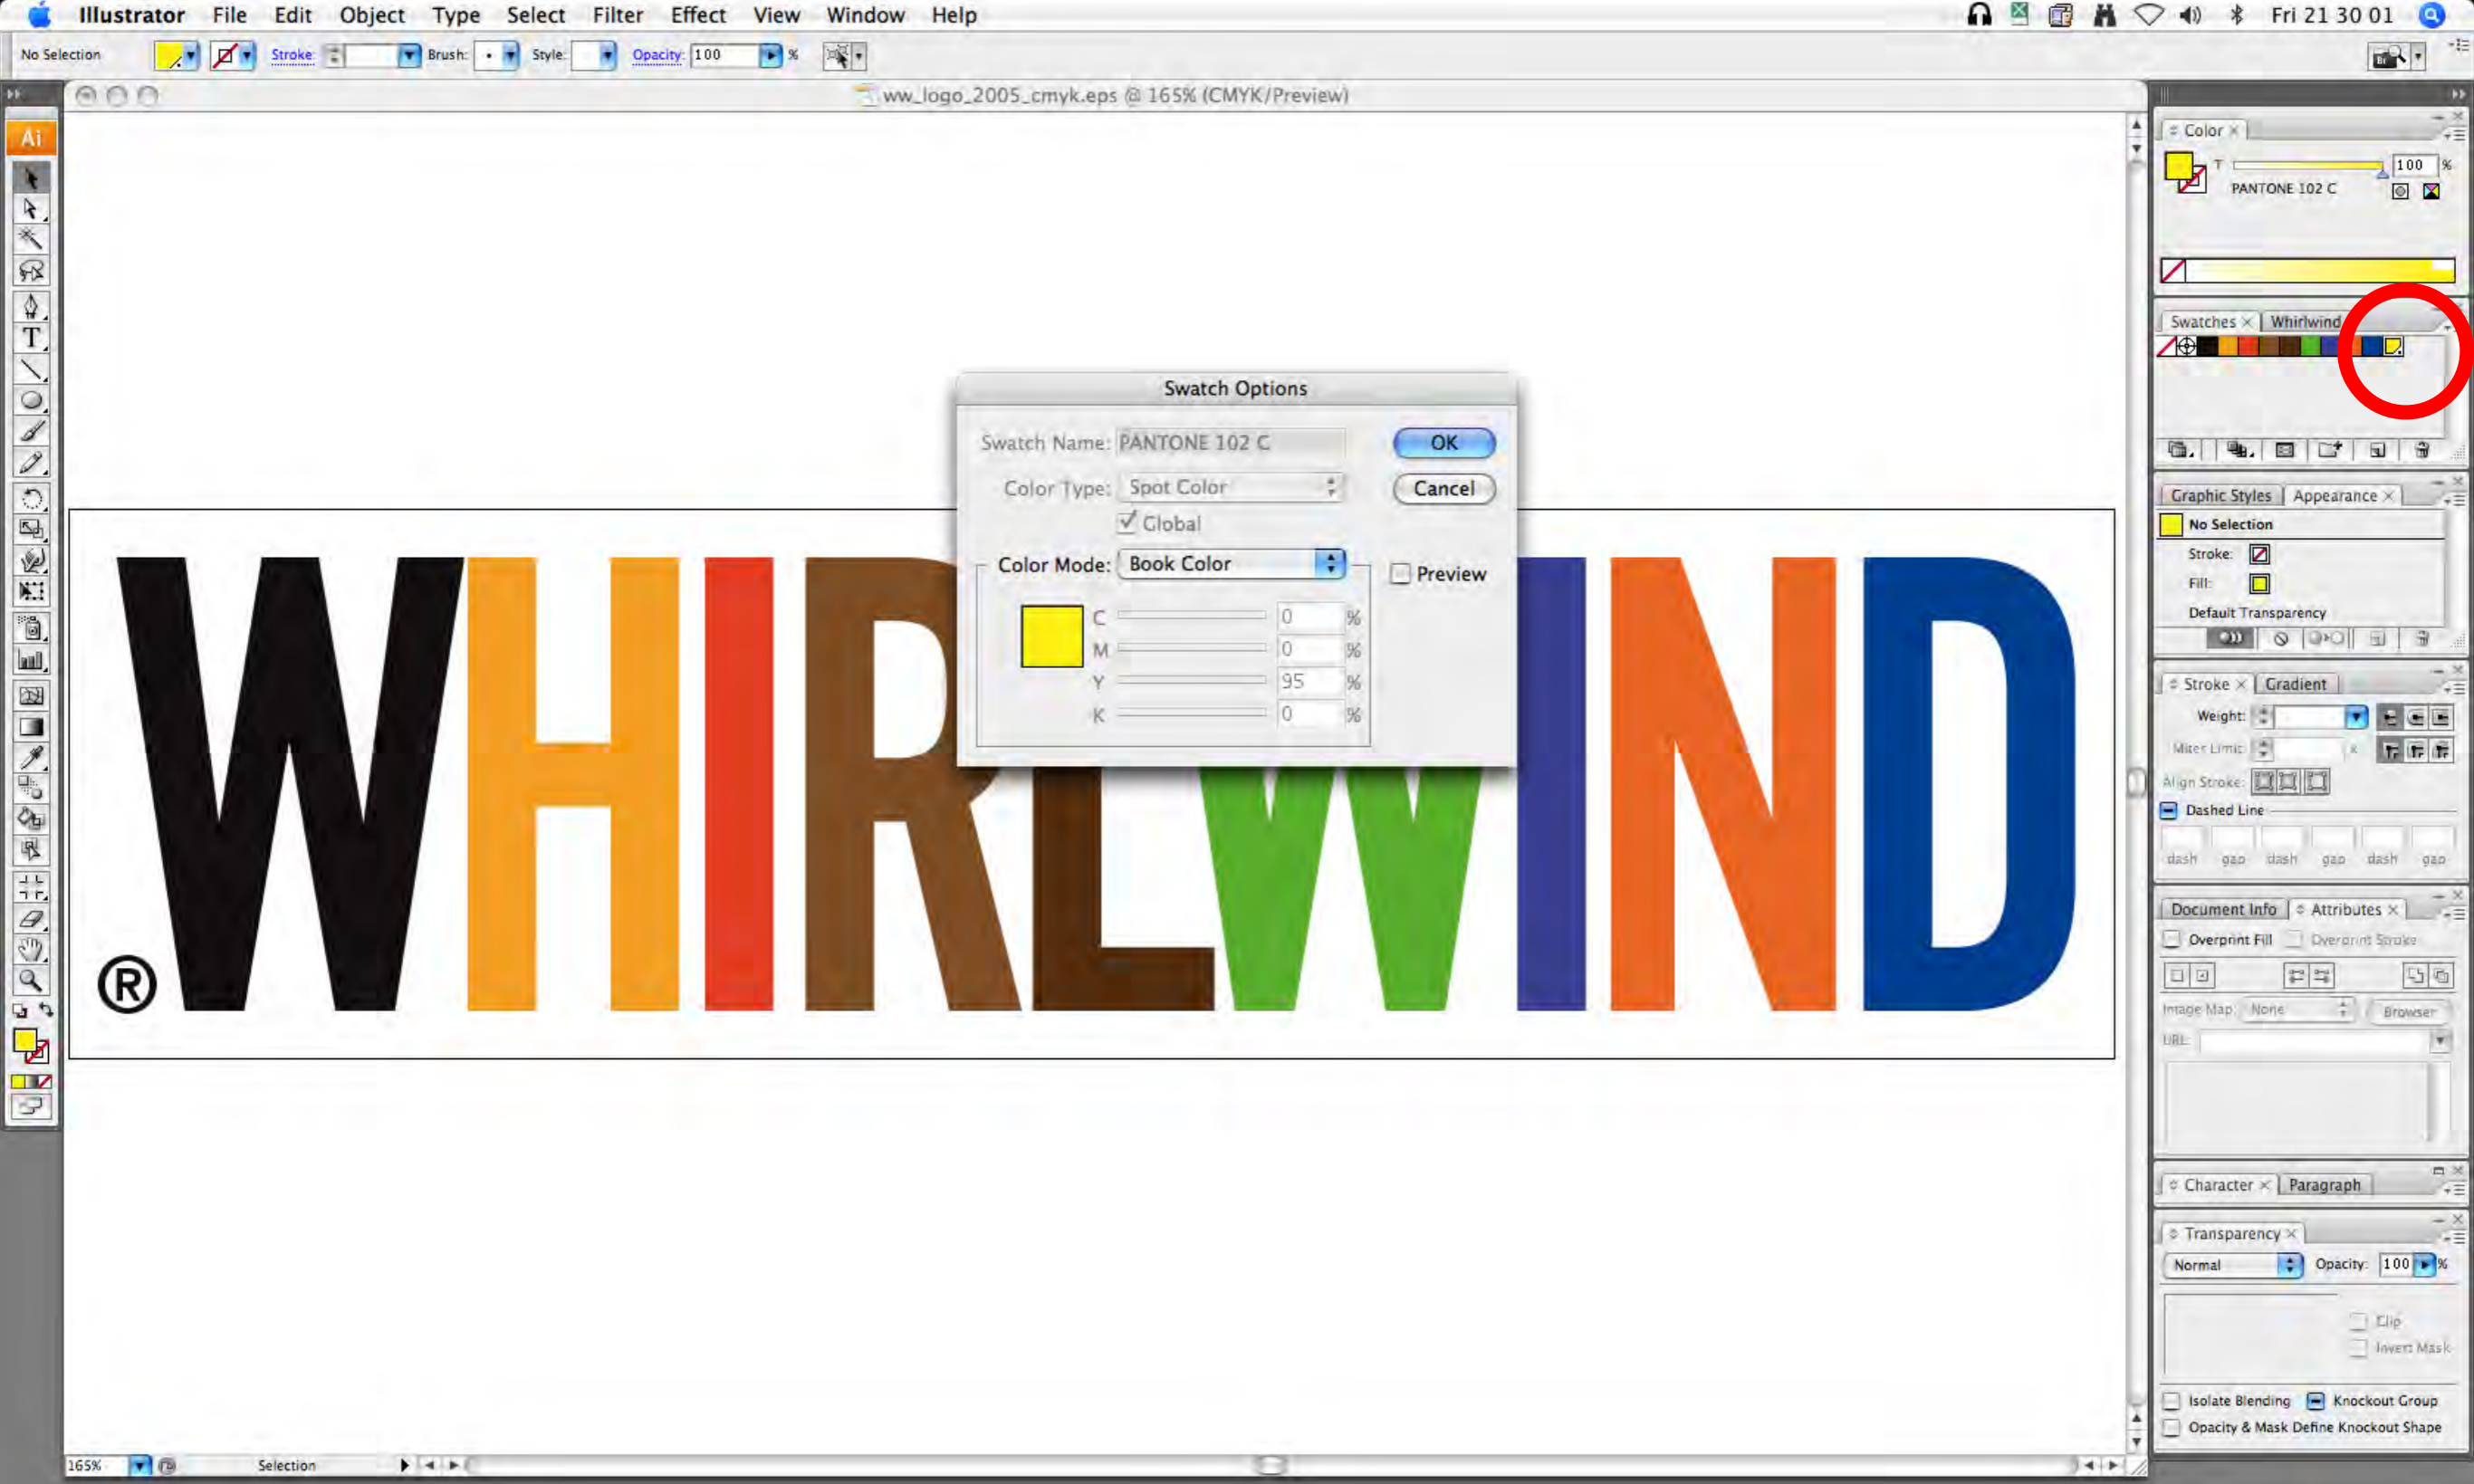 Illustrator File Edit Object Type Select Filter Effect View Window Help Fri 21 30 01
No Selection Stroke: Brush: Style: Opacity: 100 %
ww_logo_2005_cmyk.eps @ 165% (CMYK/Preview)
Ai
T
Color
T 100 %
PANTONE 102 C
Swatches Whirlwind
Swatch Options
Swatch Name: PANTONE 102 C OK
Color Type: Spot Color Cancel
Global
Color Mode: Book Color Preview
C 0 %
M 0 %
Y 95 %
K 0 %
WHIRLWIND
®
Graphic Styles Appearance
No Selection
Stroke:
Fill:
Default Transparency
Stroke Gradient
Weight:
Miter Limit: x
Align Stroke:
Dashed Line
dash gap dash gap dash gap
Document Info Attributes
Overprint Fill Overprint Stroke
Image Map: None Browser
URL:
Character Paragraph
Transparency
Normal Opacity: 100 %
Clip
Invert Mask
Isolate Blending Knockout Group
Opacity & Mask Define Knockout Shape
165% Selection